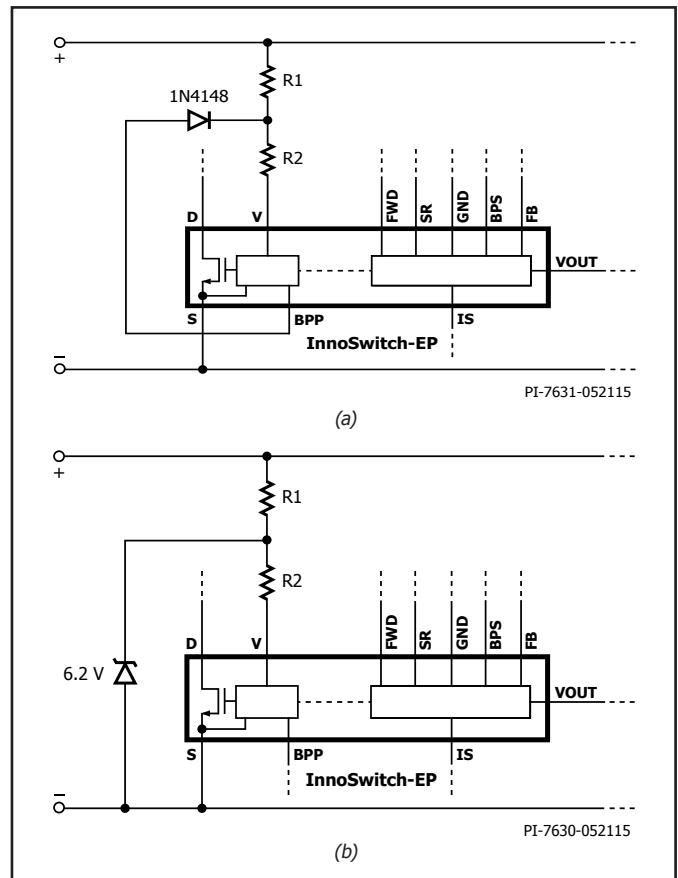 +
R1
1N4148
R2
D
V
FWD
SR
GND
BPS
FB
VOUT
S
BPP
IS
InnoSwitch-EP
–
PI-7631-052115
(a)
+
R1
R2
D
V
FWD
SR
GND
BPS
FB
6.2 V
VOUT
S
BPP
IS
InnoSwitch-EP
–
PI-7630-052115
(b)